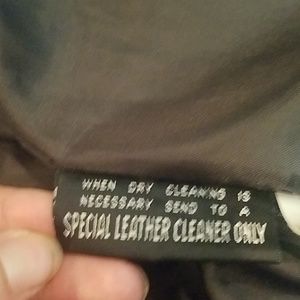 WHEN DRY CLEANING IS
NECESSARY SEND TO A
SPECIAL LEATHER CLEANER ONLY